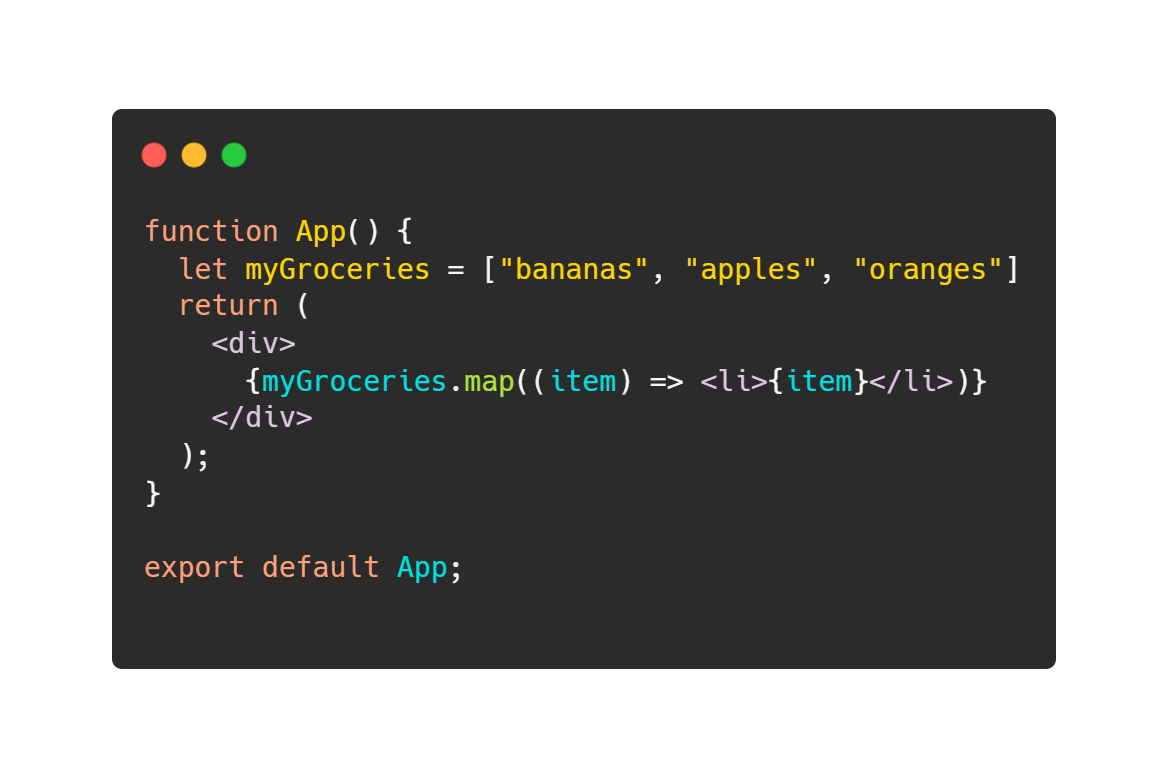 function App() {
  let myGroceries = ["bananas", "apples", "oranges"]
  return (
    <div>
      {myGroceries.map((item) => <li>{item}</li>)}
    </div>
  );
}

export default App;